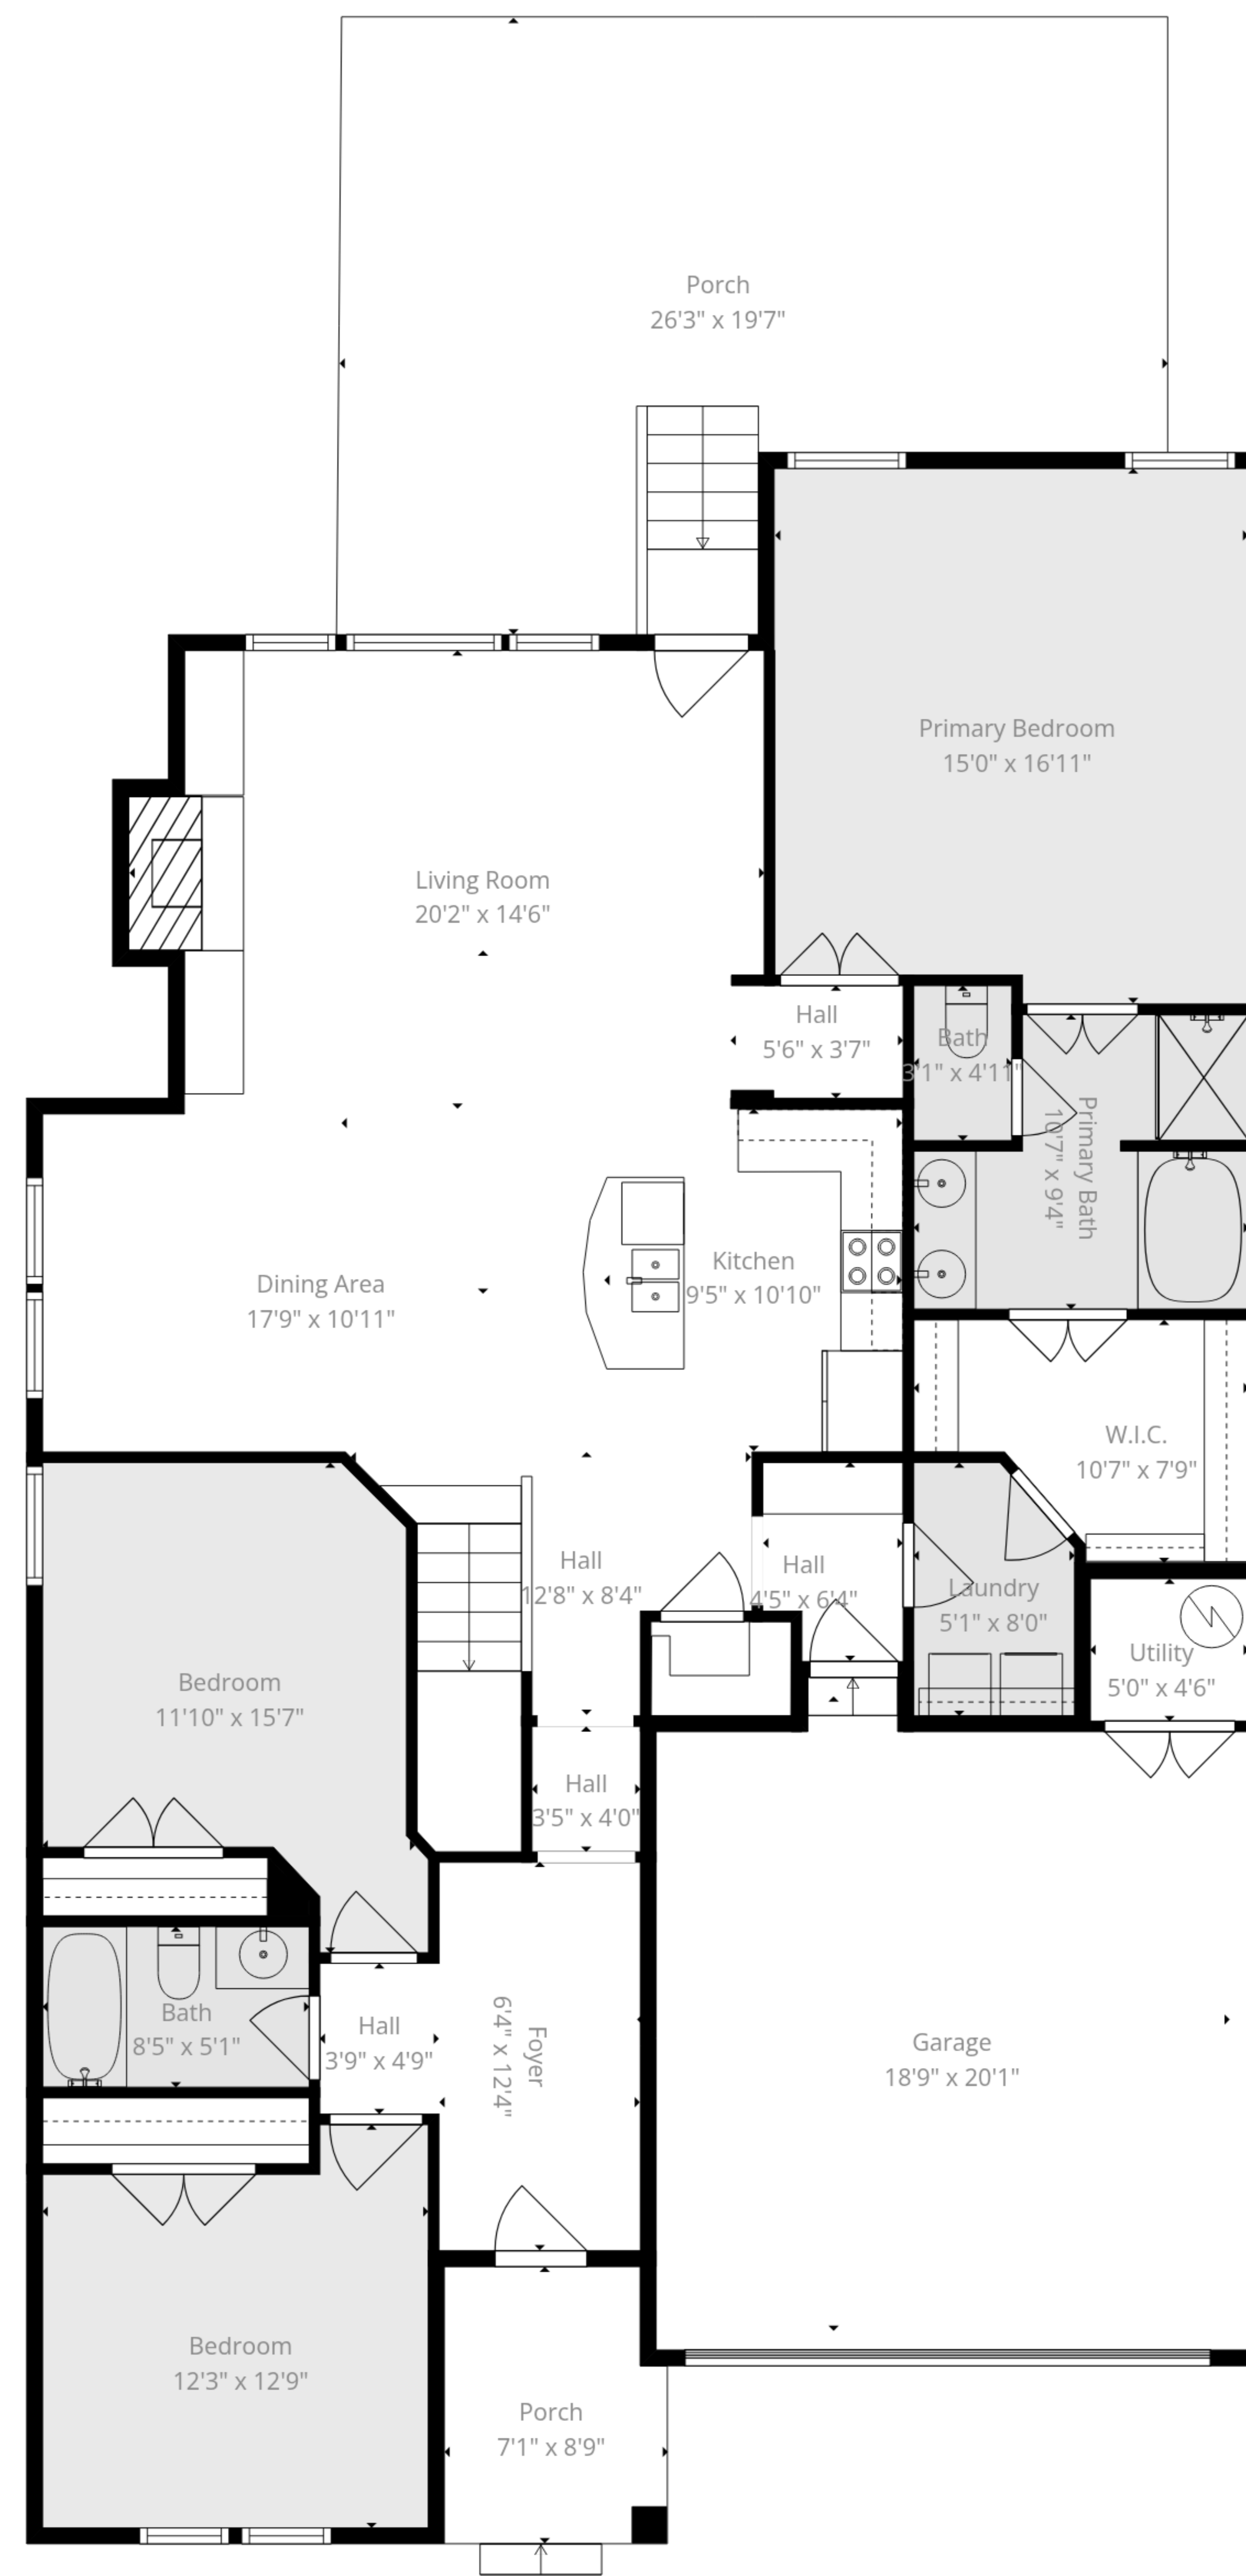 Porch
26'3" x 19'7"
Primary Bedroom
15'0" x 16'11"
Living Room
20'2" x 14'6"
Hall
5'6" x 3'7"
Bath
3'1" x 4'11"
Primary Bath
10'7" x 9'4"
Kitchen
9'5" x 10'10"
Dining Area
17'9" x 10'11"
W.I.C.
10'7" x 7'9"
Hall
12'8" x 8'4"
Hall
4'5" x 6'4"
Laundry
5'1" x 8'0"
Utility
5'0" x 4'6"
Bedroom
11'10" x 15'7"
Hall
3'5" x 4'0"
Bath
8'5" x 5'1"
Hall
3'9" x 4'9"
Foyer
6'4" x 12'4"
Garage
18'9" x 20'1"
Bedroom
12'3" x 12'9"
Porch
7'1" x 8'9"